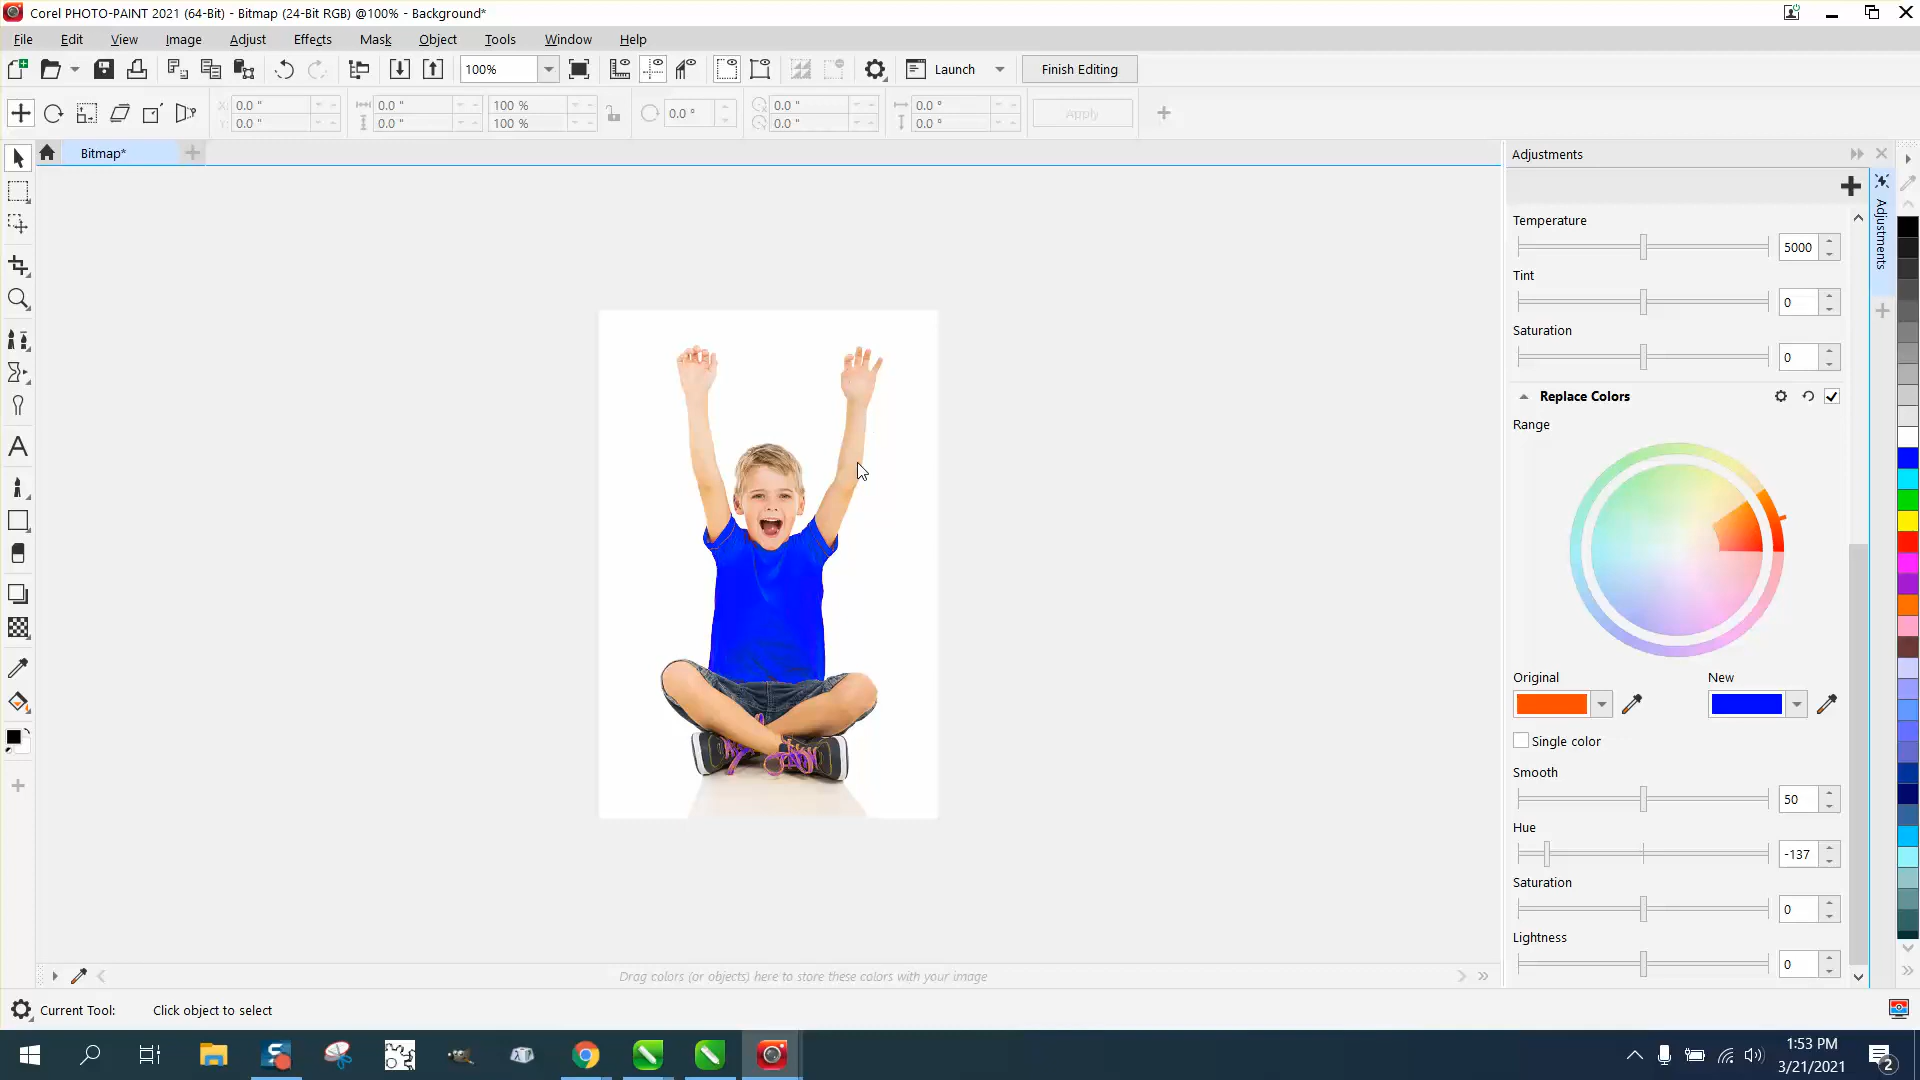 Corel PHOTO-PAINT 2021 (64-Bit) - Bitmap (24-Bit RGB) @100% - Background*
File Edit View Image Adjust Effects Mask Object Tools Window Help
100% Launch Finish Editing
X: 0.0 " 0.0 " 100 % 0.0 ° 0.0 " 0.0 " Apply
Y: 0.0 " 0.0 " 100 % 0.0 " 0.0 "
Bitmap*
Adjustments
Adjustments
Temperature
5000
Tint
0
Saturation
0
Replace Colors
Range
Original New
Single color
Smooth
50
Hue
-137
Saturation
0
Lightness
0
Drag colors (or objects) here to store these colors with your image
Current Tool: Click object to select
1:53 PM
3/21/2021
2